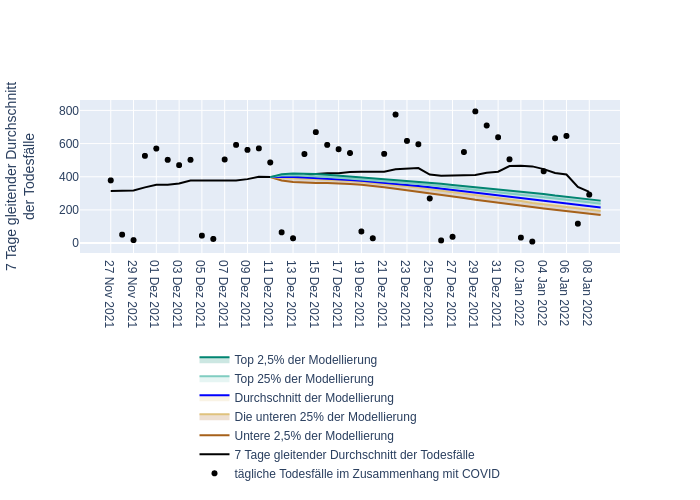 7 Tage gleitender Durchschnitt
der Todesfälle
800
600
400
200
0
27 Nov 2021
29 Nov 2021
01 Dez 2021
03 Dez 2021
05 Dez 2021
07 Dez 2021
09 Dez 2021
11 Dez 2021
13 Dez 2021
15 Dez 2021
17 Dez 2021
19 Dez 2021
21 Dez 2021
23 Dez 2021
25 Dez 2021
27 Dez 2021
29 Dez 2021
31 Dez 2021
02 Jan 2022
04 Jan 2022
06 Jan 2022
08 Jan 2022
Top 2,5% der Modellierung
Top 25% der Modellierung
Durchschnitt der Modellierung
Die unteren 25% der Modellierung
Untere 2,5% der Modellierung
7 Tage gleitender Durchschnitt der Todesfälle
tägliche Todesfälle im Zusammenhang mit COVID